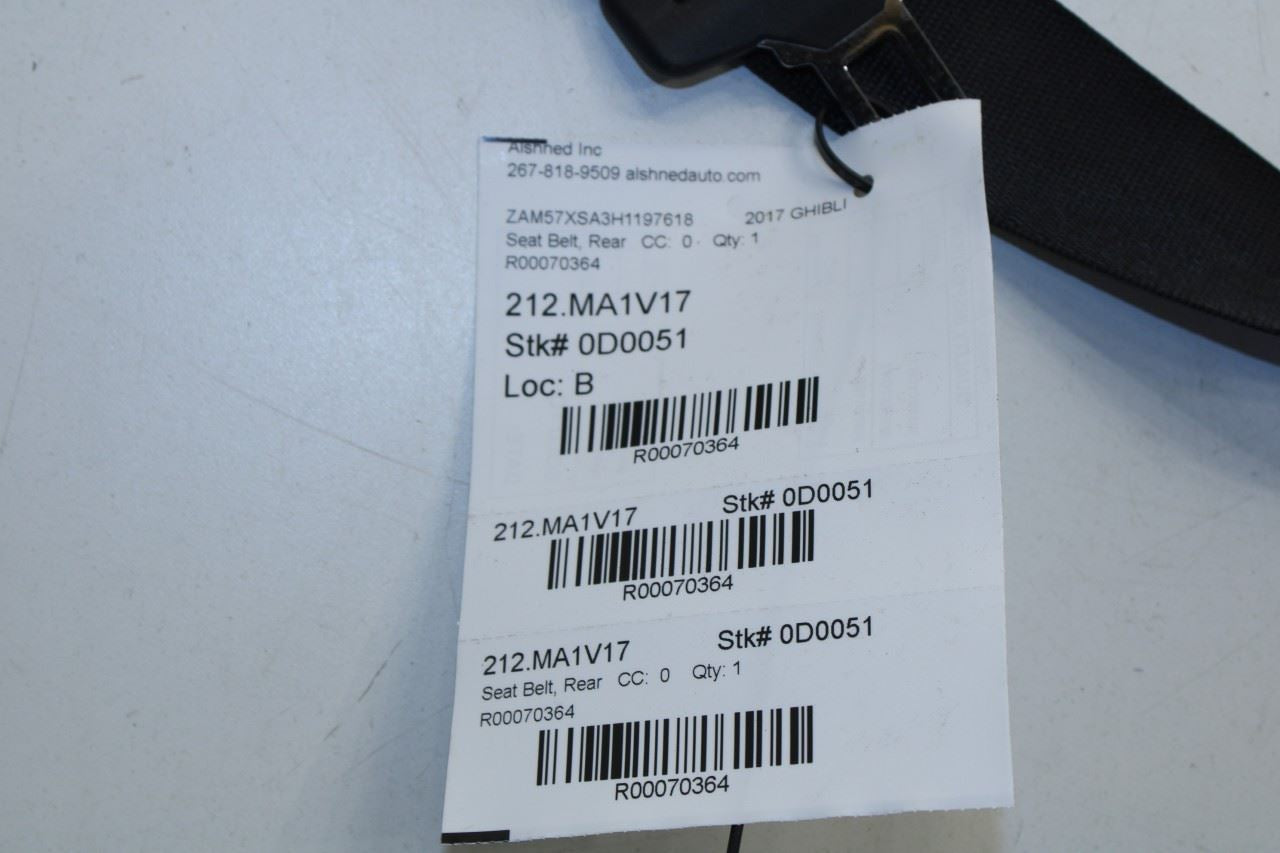 Alshned Inc
267-818-9509 alshnedauto.com
ZAM57XSA3H1197618 2017 GHIBLI
Seat Belt, Rear CC: 0 Qty: 1
R00070364
212.MA1V17
Stk# 0D0051
Loc: B
R00070364
212.MA1V17 Stk# 0D0051
R00070364
212.MA1V17 Stk# 0D0051
Seat Belt, Rear CC: 0 Qty: 1
R00070364
R00070364